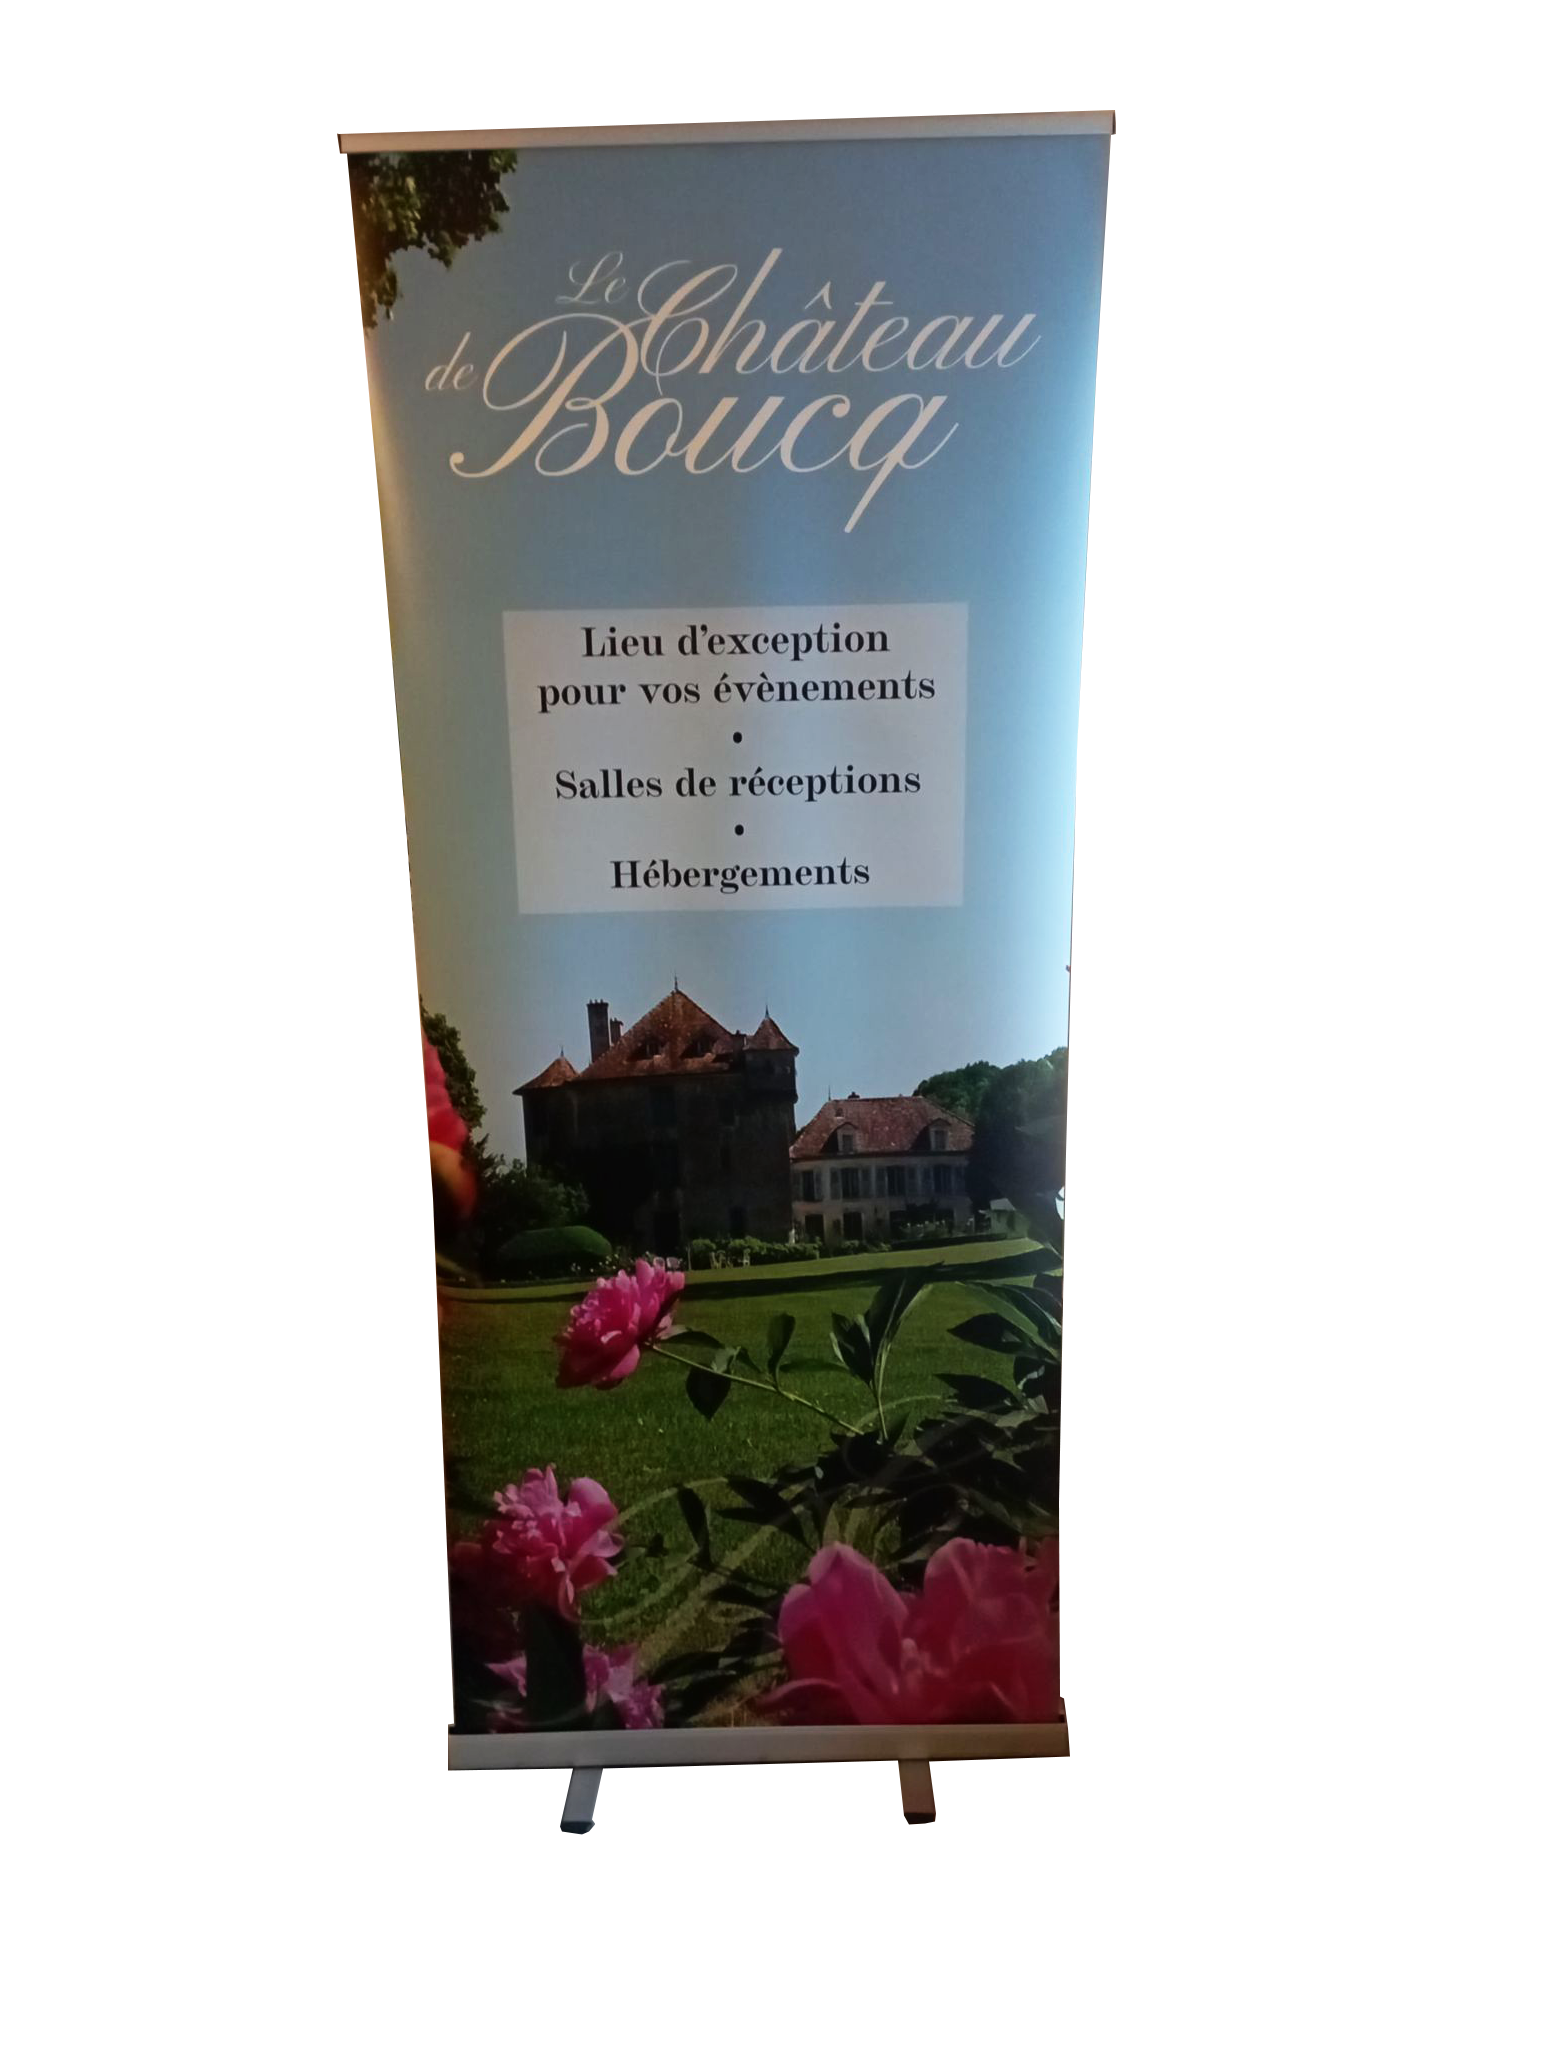 Le Château
de Boucq
Lieu d'exception
pour vos évènements
•
Salles de réceptions
•
Hébergements